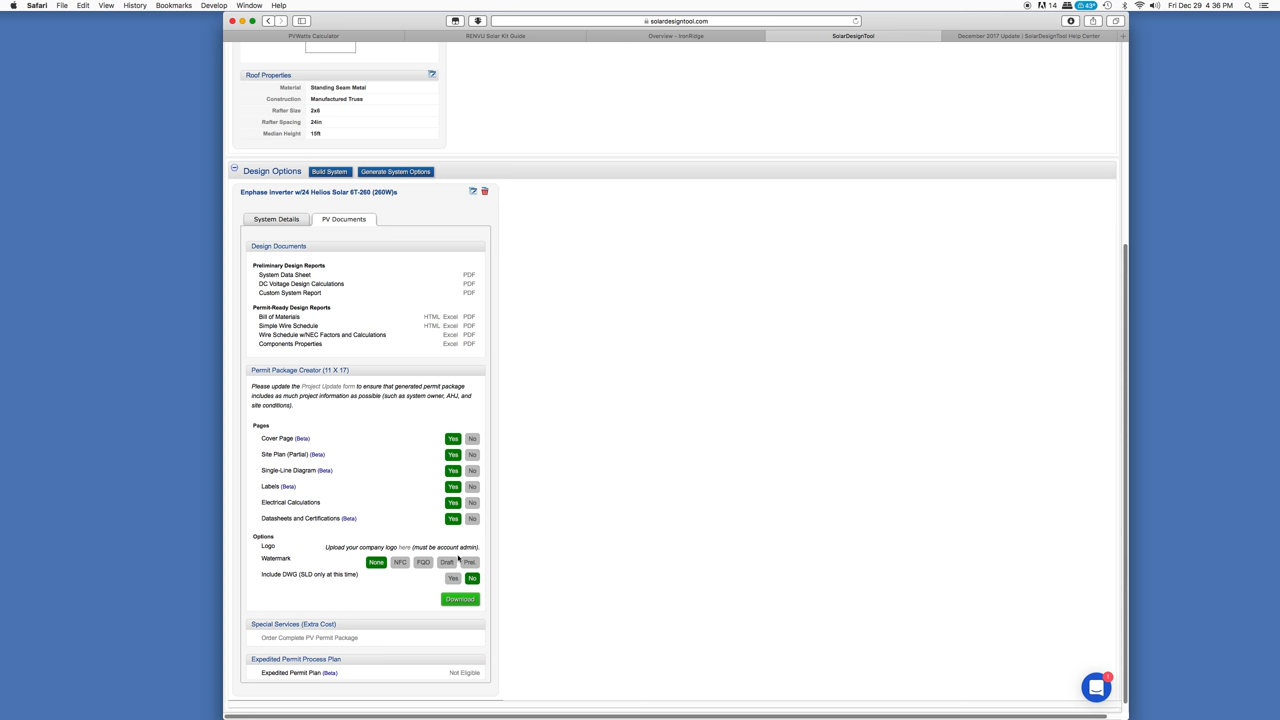 Safari File Edit View History Bookmarks Develop Window Help 14 43° Fri Dec 29 4:36 PM
solardesigntool.com
PVWatts Calculator RENVU Solar Kit Guide Overview - IronRidge SolarDesignTool December 2017 Update | SolarDesignTool Help Center +
Roof Properties
Material Standing Seam Metal
Construction Manufactured Truss
Rafter Size 2x6
Rafter Spacing 24in
Median Height 15ft
Design Options Build System Generate System Options
Enphase inverter w/24 Helios Solar 6T-260 (260W)s
System Details PV Documents
Design Documents
Preliminary Design Reports
System Data Sheet PDF
DC Voltage Design Calculations PDF
Custom System Report PDF
Permit-Ready Design Reports
Bill of Materials HTML Excel PDF
Simple Wire Schedule HTML Excel PDF
Wire Schedule w/NEC Factors and Calculations Excel PDF
Components Properties Excel PDF
Permit Package Creator (11 X 17)
Please update the Project Update form to ensure that generated permit package
includes as much project information as possible (such as system owner, AHJ, and
site conditions).
Pages
Cover Page (Beta) Yes No
Site Plan (Partial) (Beta) Yes No
Single-Line Diagram (Beta) Yes No
Labels (Beta) Yes No
Electrical Calculations Yes No
Datasheets and Certifications (Beta) Yes No
Options
Logo Upload your company logo here (must be account admin).
Watermark None NFC FQO Draft Prel.
Include DWG (SLD only at this time) Yes No
Download
Special Services (Extra Cost)
Order Complete PV Permit Package
Expedited Permit Process Plan
Expedited Permit Plan (Beta) Not Eligible
1